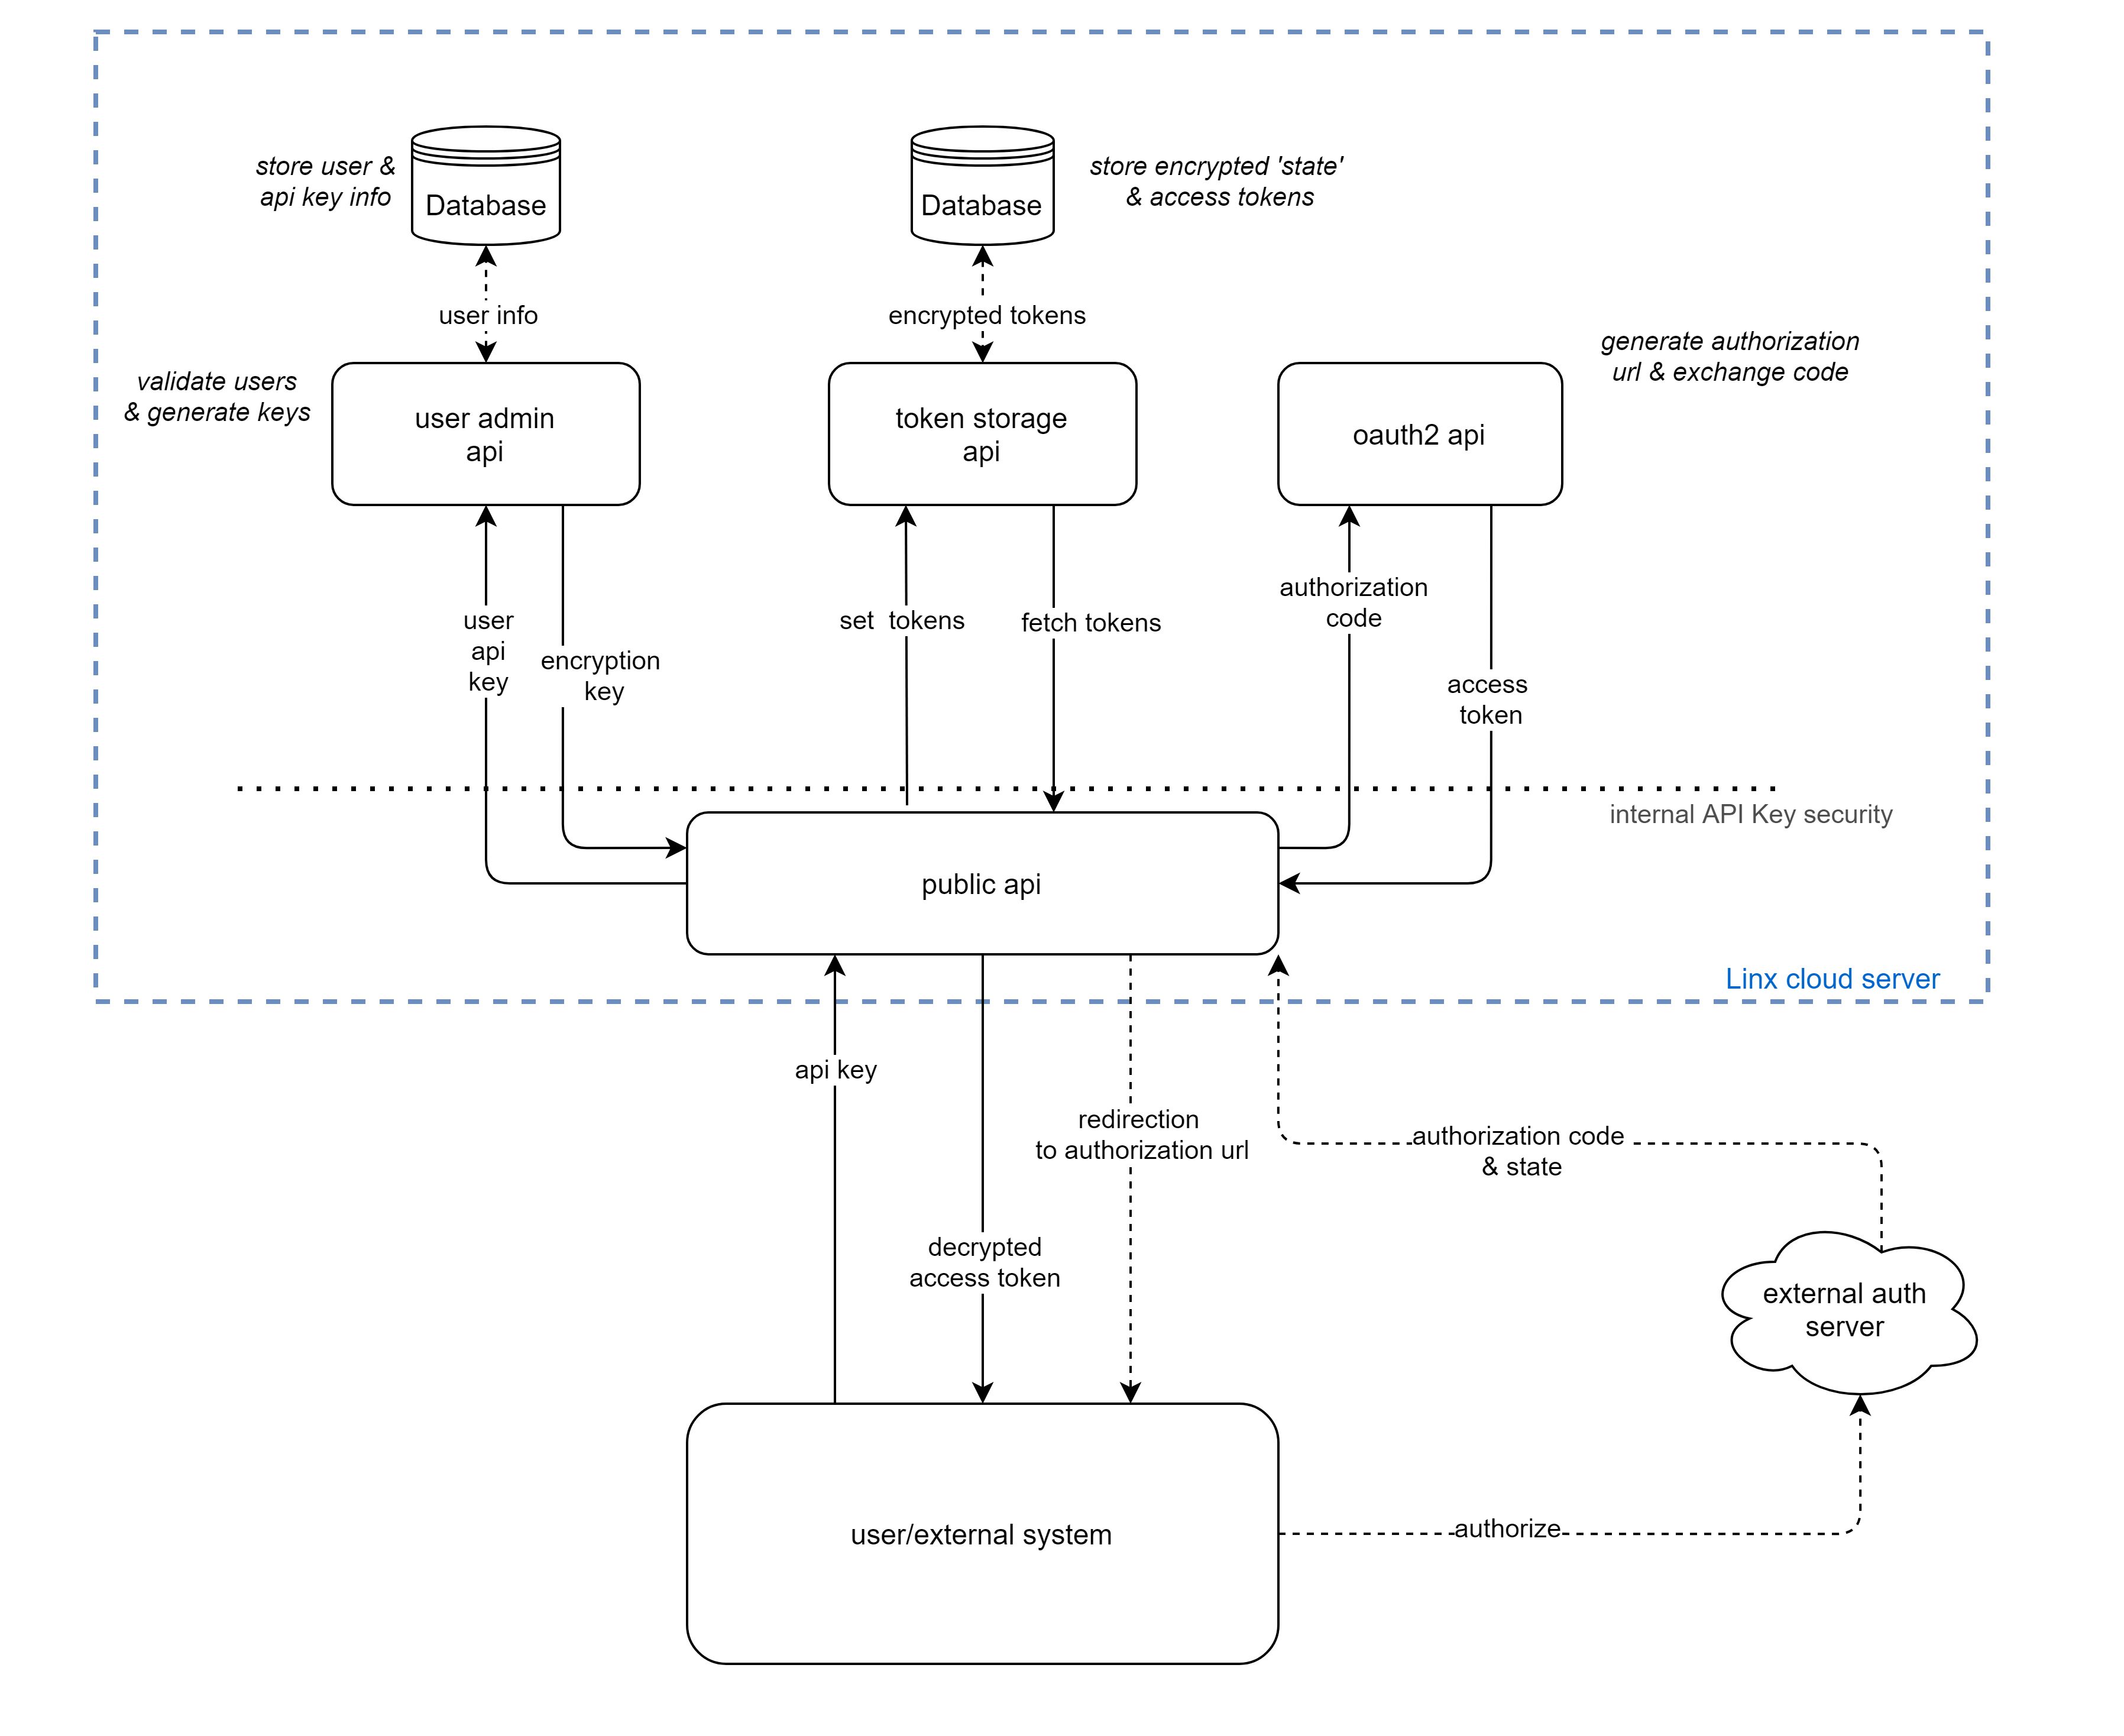 store user &
api key info
Database
Database
store encrypted 'state'
& access tokens
user info
encrypted tokens
generate authorization
url & exchange code
validate users
& generate keys
user admin
api
token storage
api
oauth2 api
user
api
key
encryption
key
set  tokens
fetch tokens
authorization
code
access
token
internal API Key security
public api
Linx cloud server
api key
redirection
to authorization url
authorization code
& state
decrypted
access token
external auth
server
user/external system
authorize